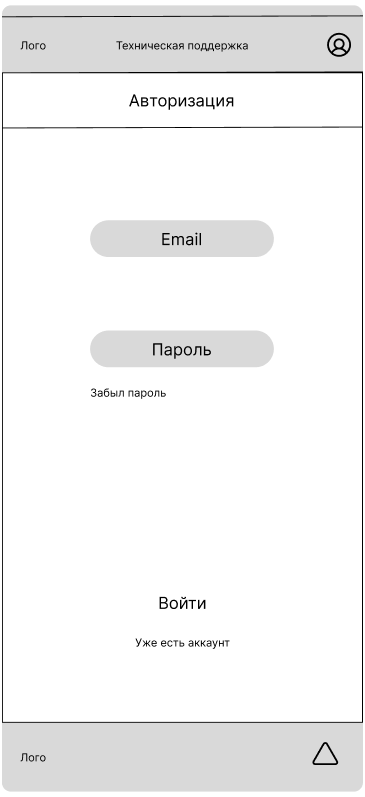 Лого
Техническая поддержка
Авторизация
Email
Пароль
Забыл пароль
Войти
Уже есть аккаунт
Лого